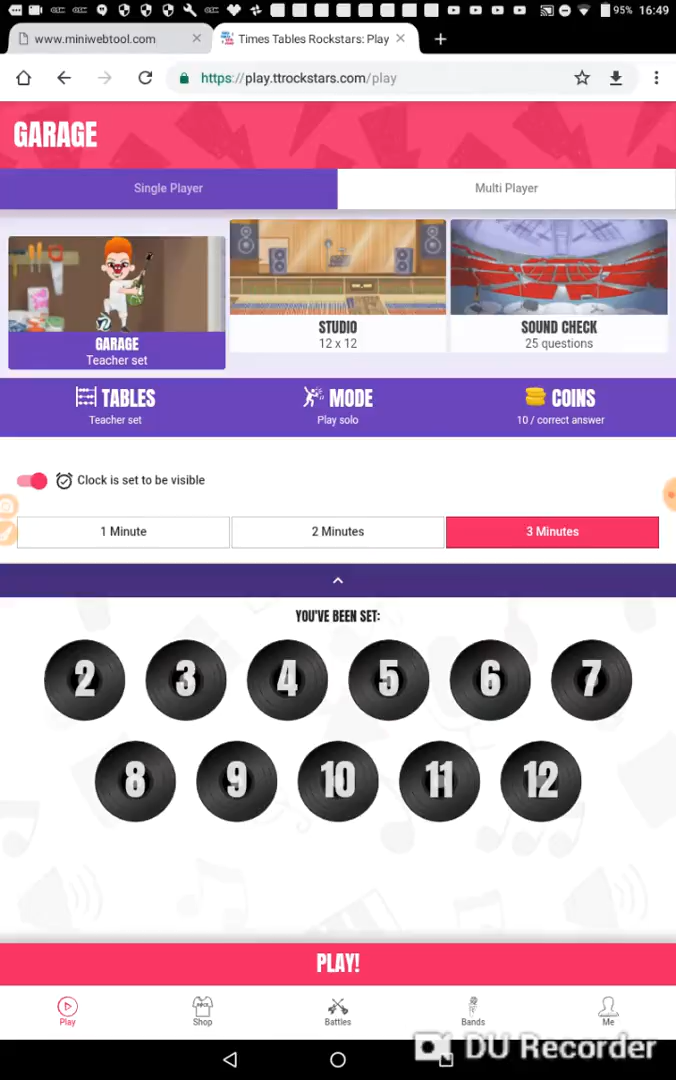 95% 16:49
www.miniwebtool.com
Times Tables Rockstars: Play
https://play.ttrockstars.com/play
GARAGE
Single Player
Multi Player
GARAGE
Teacher set
STUDIO
12 x 12
SOUND CHECK
25 questions
TABLES
Teacher set
MODE
Play solo
COINS
10 / correct answer
Clock is set to be visible
1 Minute
2 Minutes
3 Minutes
YOU'VE BEEN SET:
2 3 4 5 6 7
8 9 10 11 12
PLAY!
Play
Shop
Battles
Bands
Me
DU Recorder